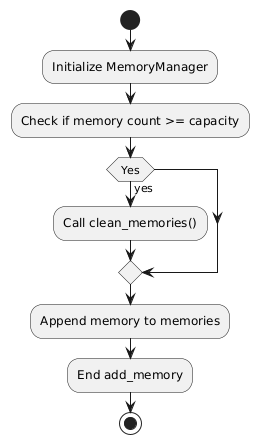 Initialize MemoryManager
Check if memory count >= capacity
Yes
yes
Call clean_memories()
Append memory to memories
End add_memory